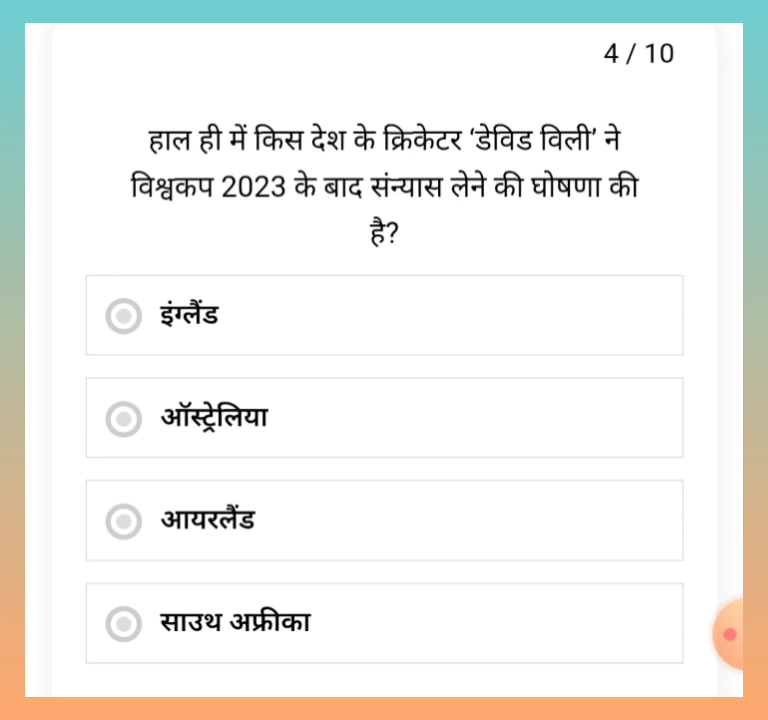 4 / 10
हाल ही में किस देश के क्रिकेटर ‘डेविड विली’ ने
विश्वकप 2023 के बाद संन्यास लेने की घोषणा की
है?
इंग्लैंड
ऑस्ट्रेलिया
आयरलैंड
साउथ अफ्रीका